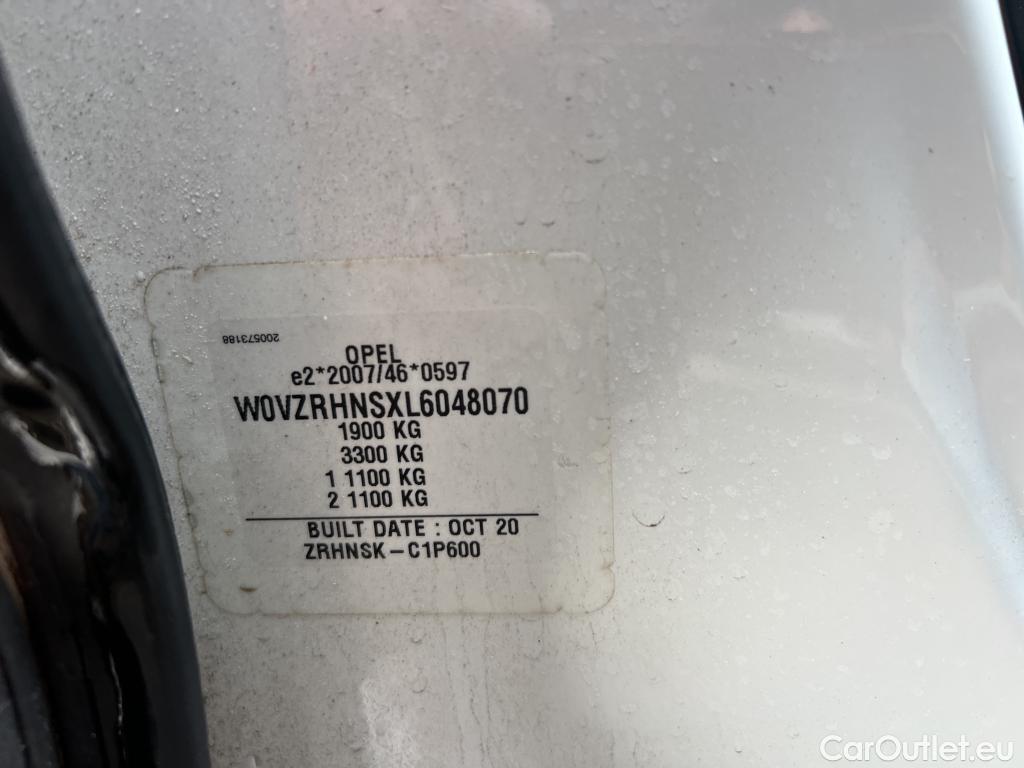 200573188
OPEL
e2*2007/46*0597
W0VZRHNSXL6048070
1900 KG
3300 KG
1 1100 KG
2 1100 KG
BUILT DATE : OCT 20
ZRHNSK-C1P600
CarOutlet.eu